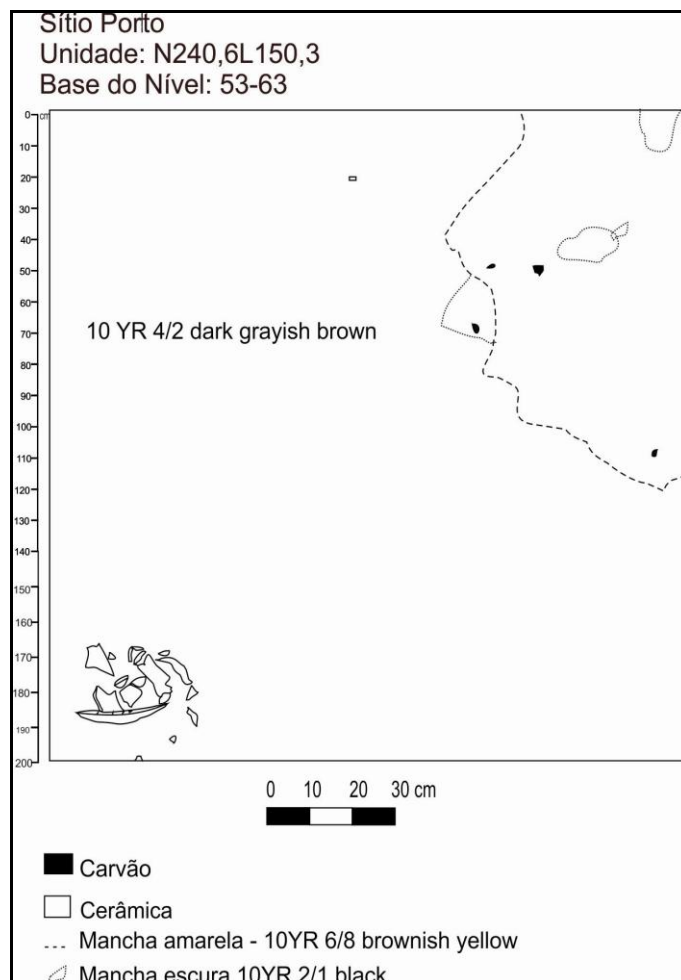 Sítio Porto
Unidade: N240,6L150,3
Base do Nível: 53-63
0 cm
10
20
30
40
50
60
70
80
90
100
110
120
130
140
150
160
170
180
190
200
10 YR 4/2 dark grayish brown
0 10 20 30 cm
Carvão
Cerâmica
Mancha amarela - 10YR 6/8 brownish yellow
Mancha escura 10YR 2/1 black